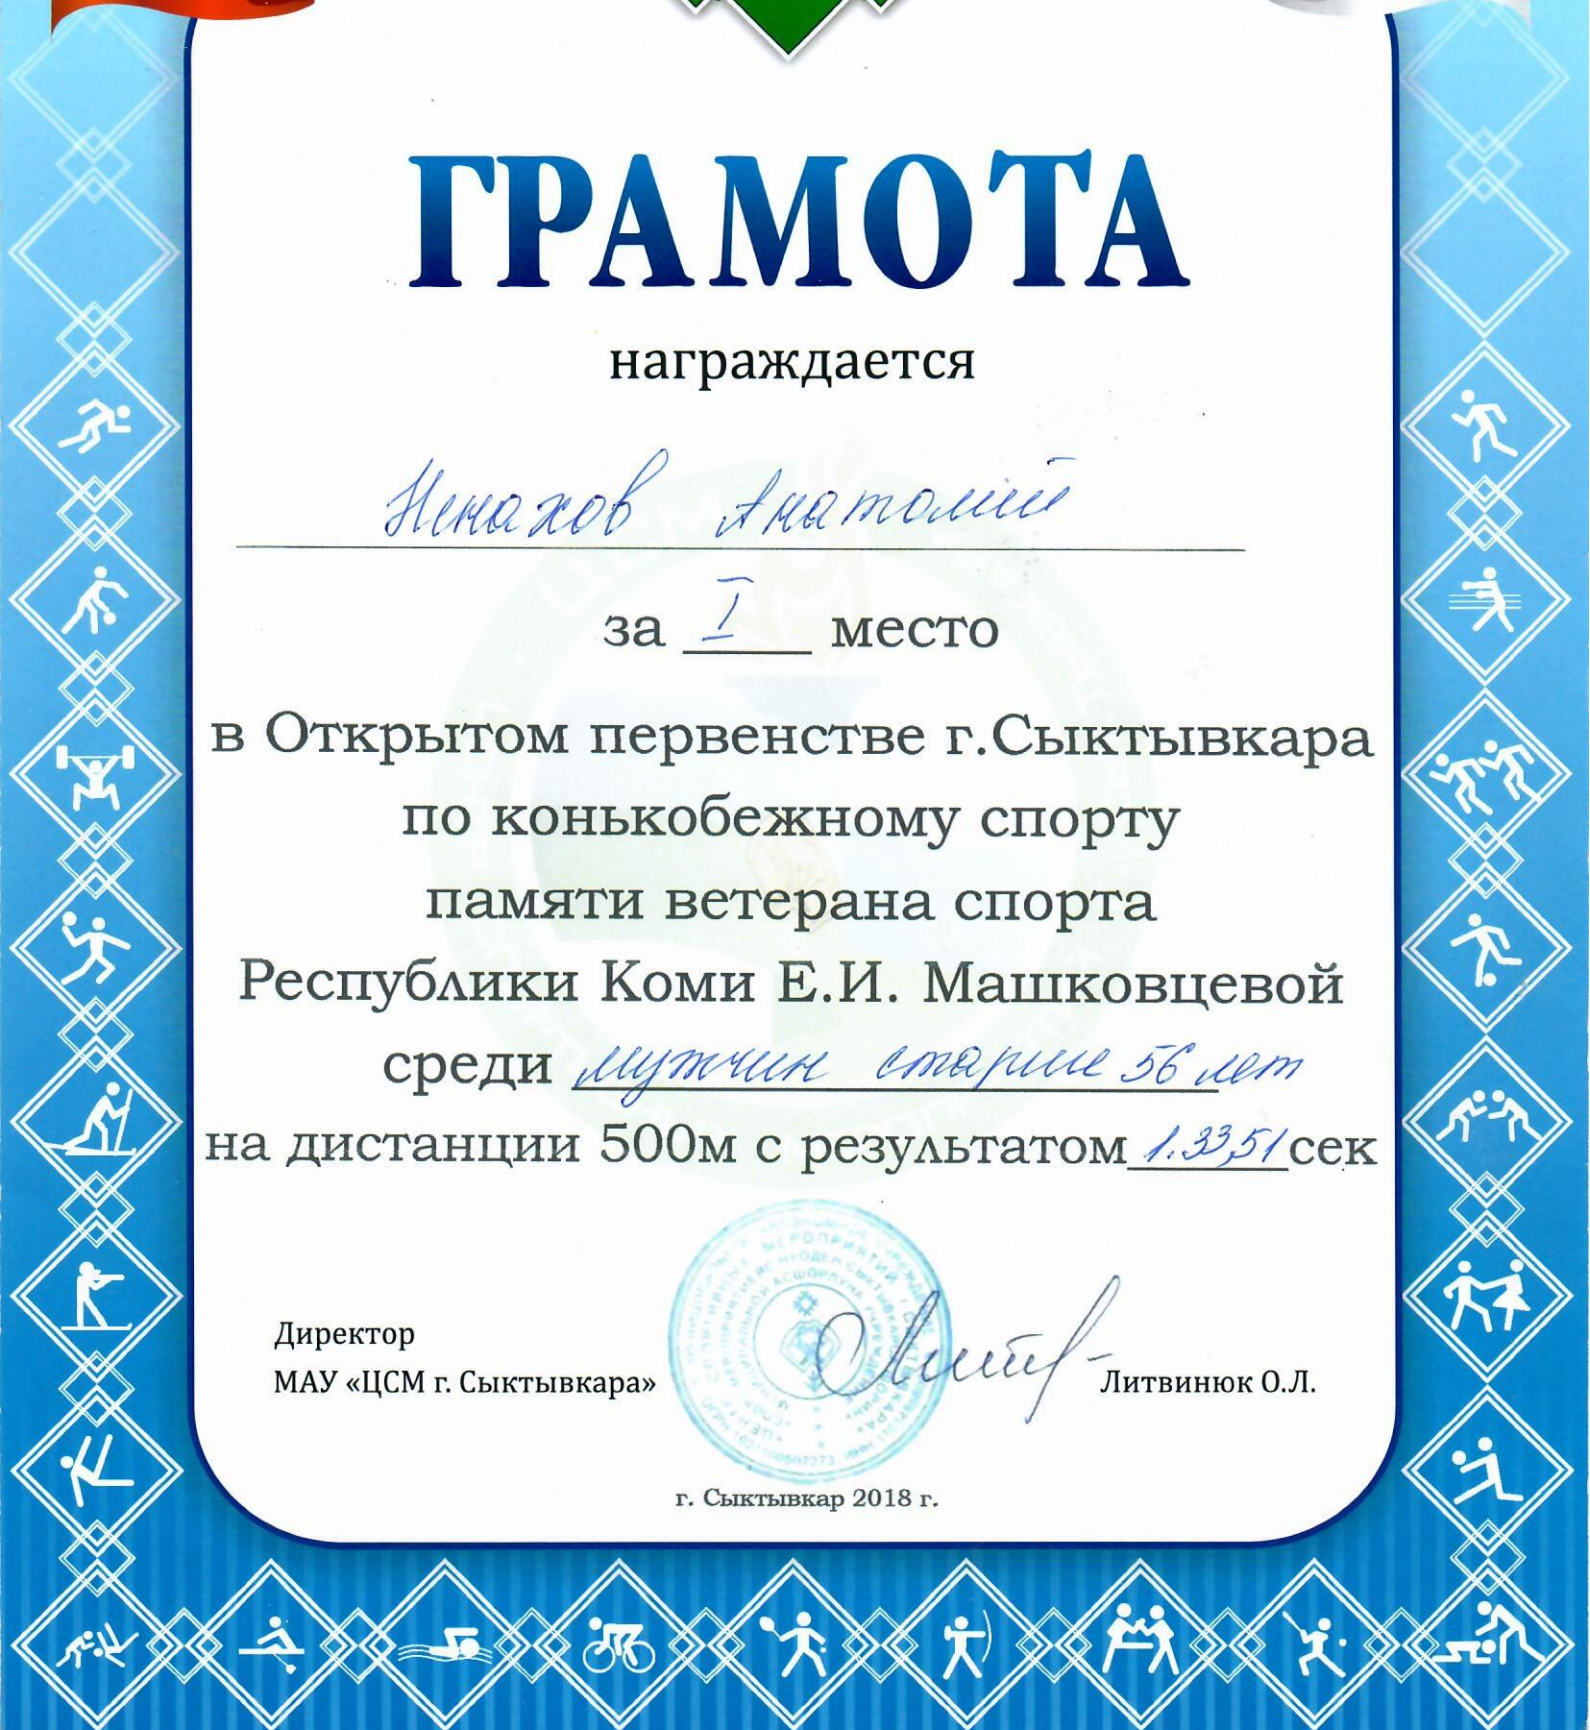 ГРАМОТА
награждается
Ненахов Анатолий
за I место
в Открытом первенстве г.Сыктывкара
по конькобежному спорту
памяти ветерана спорта
Республики Коми Е.И. Машковцевой
среди мужчин старше 56 лет
на дистанции 500м с результатом 1.33,51 сек
Директор
МАУ «ЦСМ г. Сыктывкара»
Литвинюк О.Л.
г. Сыктывкар 2018 г.